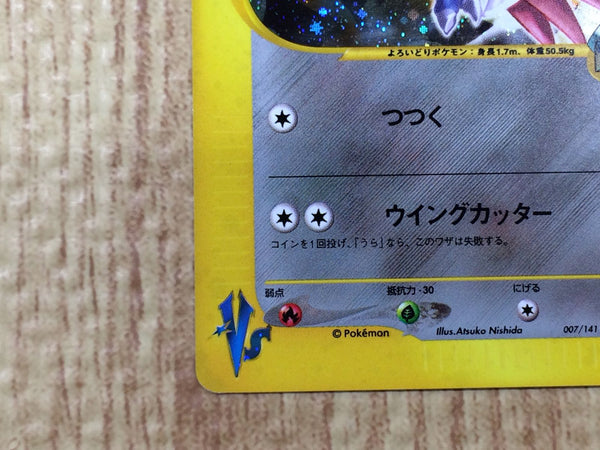 よろいどりポケモン：身長1.7m. 体重50.5kg
つつく
ウイングカッター
コインを1回投げ、「うら」なら、このワザは失敗する。
弱点 抵抗力 -30 にげる
VS
© Pokémon Illus.Atsuko Nishida 007/141